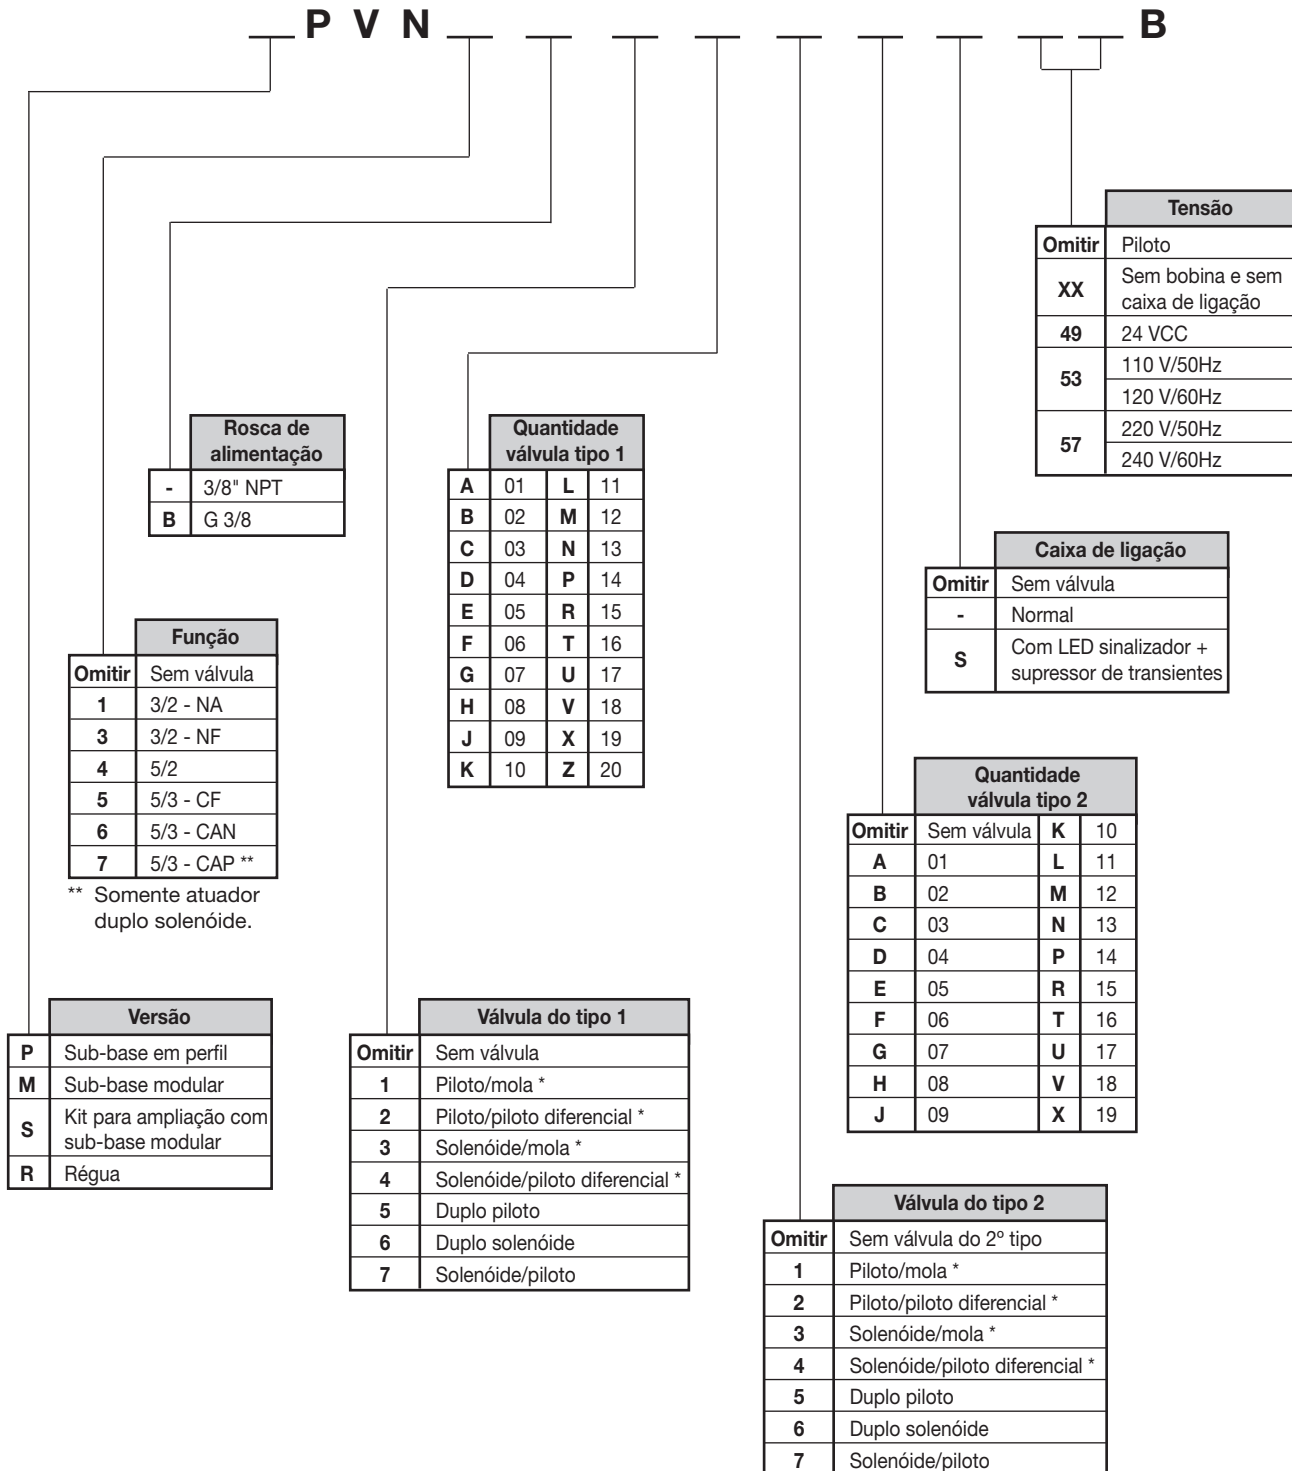 __ P V N __ __ __ __ __ __ __ __ __ B
Tensão
Omitir Piloto
XX Sem bobina e sem
caixa de ligação
49 24 VCC
53 110 V/50Hz
120 V/60Hz
57 220 V/50Hz
240 V/60Hz
Rosca de
alimentação
- 3/8" NPT
B G 3/8
Quantidade
válvula tipo 1
A 01 L 11
B 02 M 12
C 03 N 13
D 04 P 14
E 05 R 15
F 06 T 16
G 07 U 17
H 08 V 18
J 09 X 19
K 10 Z 20
Caixa de ligação
Omitir Sem válvula
- Normal
S Com LED sinalizador +
supressor de transientes
Função
Omitir Sem válvula
1 3/2 - NA
3 3/2 - NF
4 5/2
5 5/3 - CF
6 5/3 - CAN
7 5/3 - CAP **
** Somente atuador
duplo solenóide.
Quantidade
válvula tipo 2
Omitir Sem válvula K 10
A 01 L 11
B 02 M 12
C 03 N 13
D 04 P 14
E 05 R 15
F 06 T 16
G 07 U 17
H 08 V 18
J 09 X 19
Versão
P Sub-base em perfil
M Sub-base modular
S Kit para ampliação com
sub-base modular
R Régua
Válvula do tipo 1
Omitir Sem válvula
1 Piloto/mola *
2 Piloto/piloto diferencial *
3 Solenóide/mola *
4 Solenóide/piloto diferencial *
5 Duplo piloto
6 Duplo solenóide
7 Solenóide/piloto
Válvula do tipo 2
Omitir Sem válvula do 2º tipo
1 Piloto/mola *
2 Piloto/piloto diferencial *
3 Solenóide/mola *
4 Solenóide/piloto diferencial *
5 Duplo piloto
6 Duplo solenóide
7 Solenóide/piloto